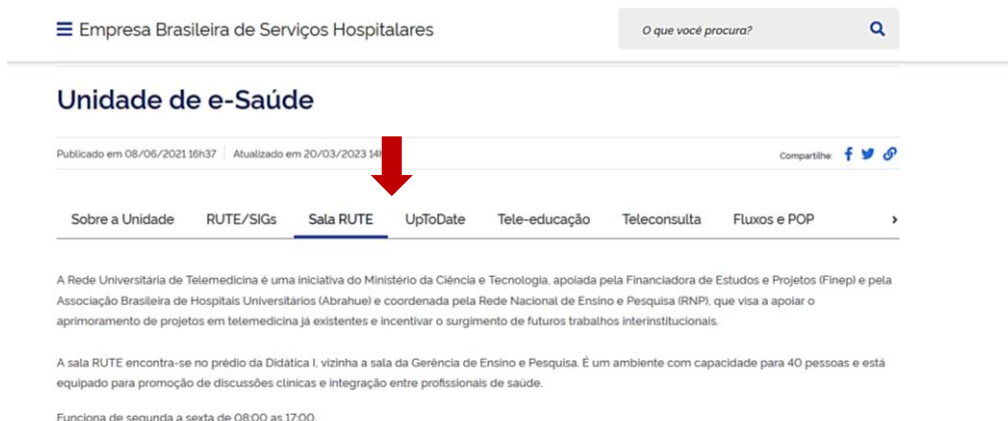 Empresa Brasileira de Serviços Hospitalares
O que você procura?
Unidade de e-Saúde
Publicado em 08/06/2021 16h37 Atualizado em 20/03/2023
Compartilhe:
Sobre a Unidade RUTE/SIGs Sala RUTE UpToDate Tele-educação Teleconsulta Fluxos e POP
A Rede Universitária de Telemedicina é uma iniciativa do Ministério da Ciência e Tecnologia, apoiada pela Financiadora de Estudos e Projetos (Finep) e pela
Associação Brasileira de Hospitais Universitários (Abrahue) e coordenada pela Rede Nacional de Ensino e Pesquisa (RNP), que visa a apoiar o
aprimoramento de projetos em telemedicina já existentes e incentivar o surgimento de futuros trabalhos interinstitucionais.
A sala RUTE encontra-se no prédio da Didática I, vizinha a sala da Gerência de Ensino e Pesquisa. É um ambiente com capacidade para 40 pessoas e está
equipado para promoção de discussões clínicas e integração entre profissionais de saúde.
Funciona de segunda a sexta de 08:00 as 17:00.